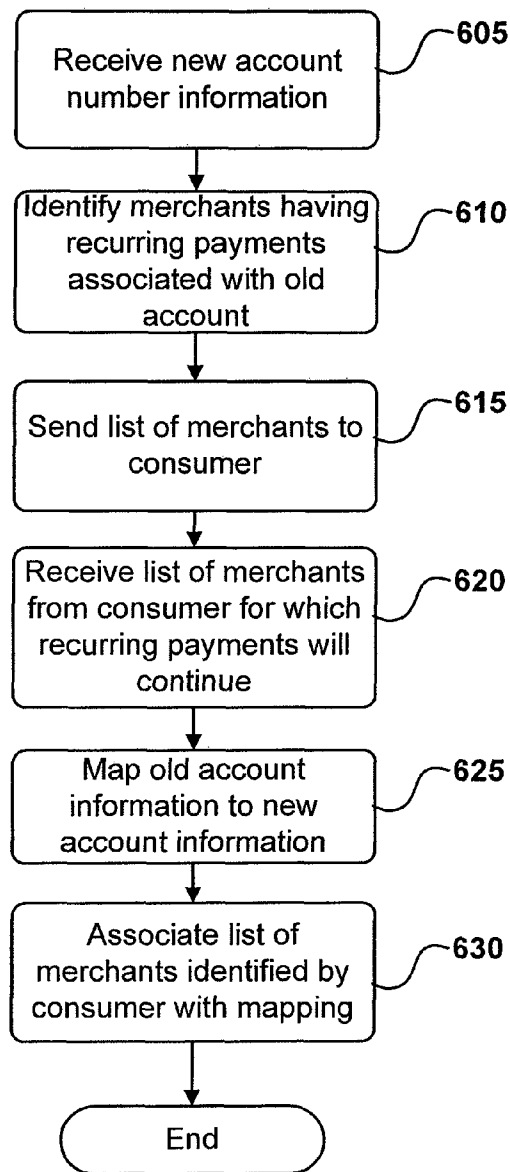 Receive new account
number information
605
Identify merchants having
recurring payments
associated with old
account
610
Send list of merchants to
consumer
615
Receive list of merchants
from consumer for which
recurring payments will
continue
620
Map old account
information to new
account information
625
Associate list of
merchants identified by
consumer with mapping
630
End